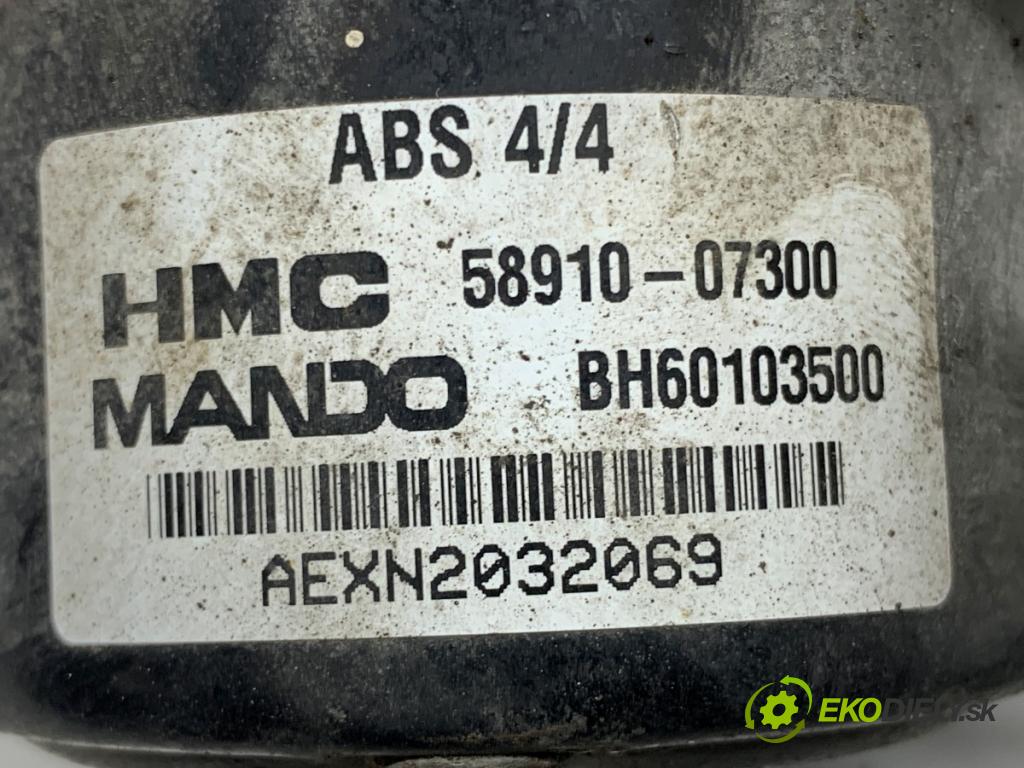 ABS 4/4
HMC 58910-07300
MANDO BH60103500
AEXN2032069
EKODIELY.sk